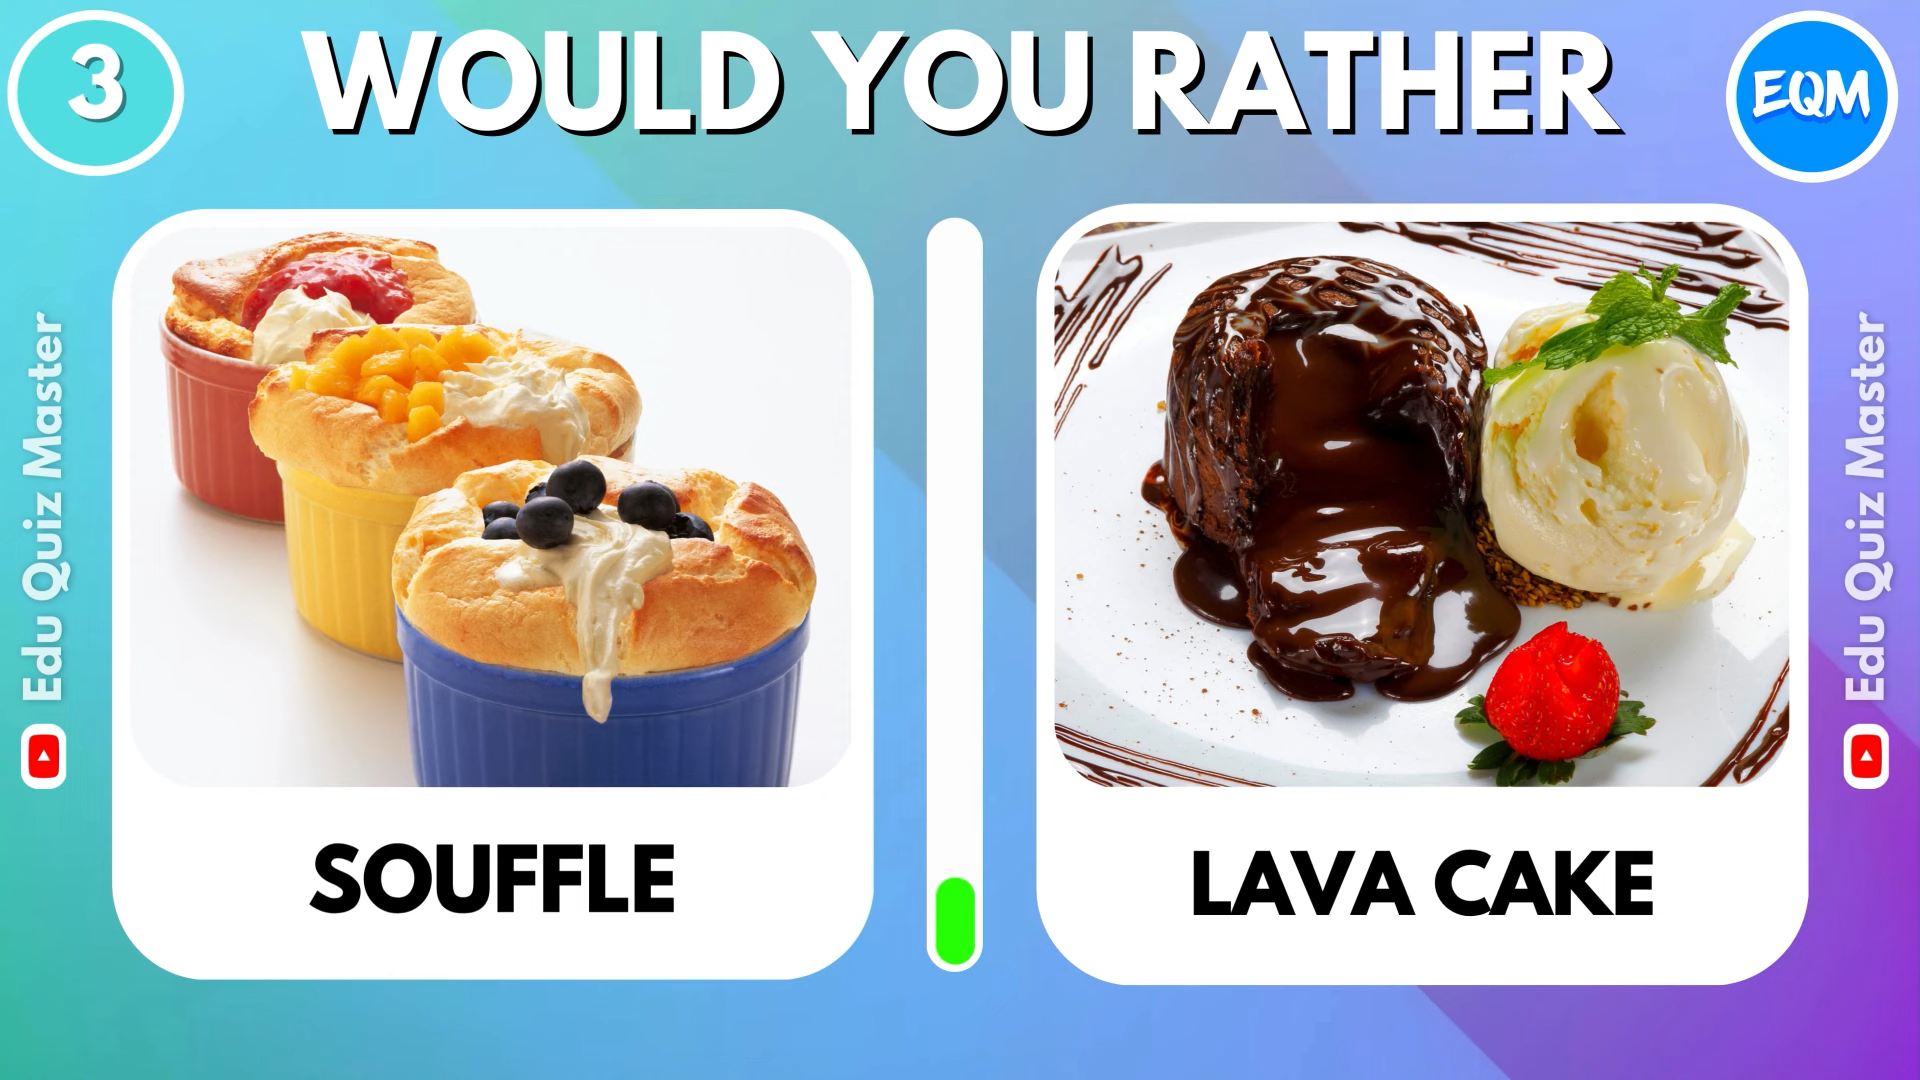 3
WOULD YOU RATHER
EQM
Edu Quiz Master
SOUFFLE
LAVA CAKE
Edu Quiz Master